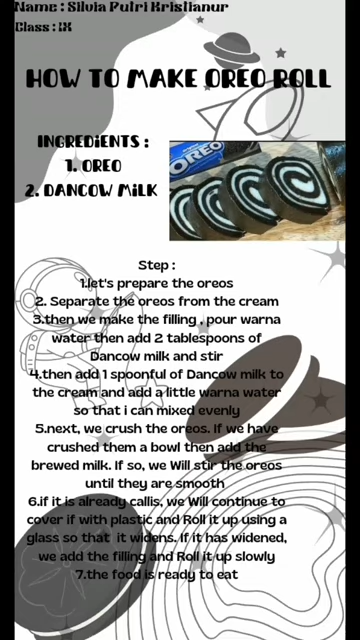 Name : Silvia Putri Kristianur
Class : IX
HOW TO MAKE OREO ROLL
INGREDiENTS :
1. OREO
2. DANCOW MiLK
OREO
Step :
1.let's prepare the oreos
2. Separate the oreos from the cream
3.then we make the filling , pour warna
water then add 2 tablespoons of
Dancow milk and stir
4.then add 1 spoonful of Dancow milk to
the cream and add a little warna water
so that i can mixed evenly
5.next, we crush the oreos. If we have
crushed them a bowl then add the
brewed milk. If so, we Will stir the oreos
until they are smooth
6.if it is already callis, we Will continue to
cover if with plastic and Roll it up using a
glass so that it widens. if it has widened,
we add the filling and Roll it up slowly
7.the food is ready to eat